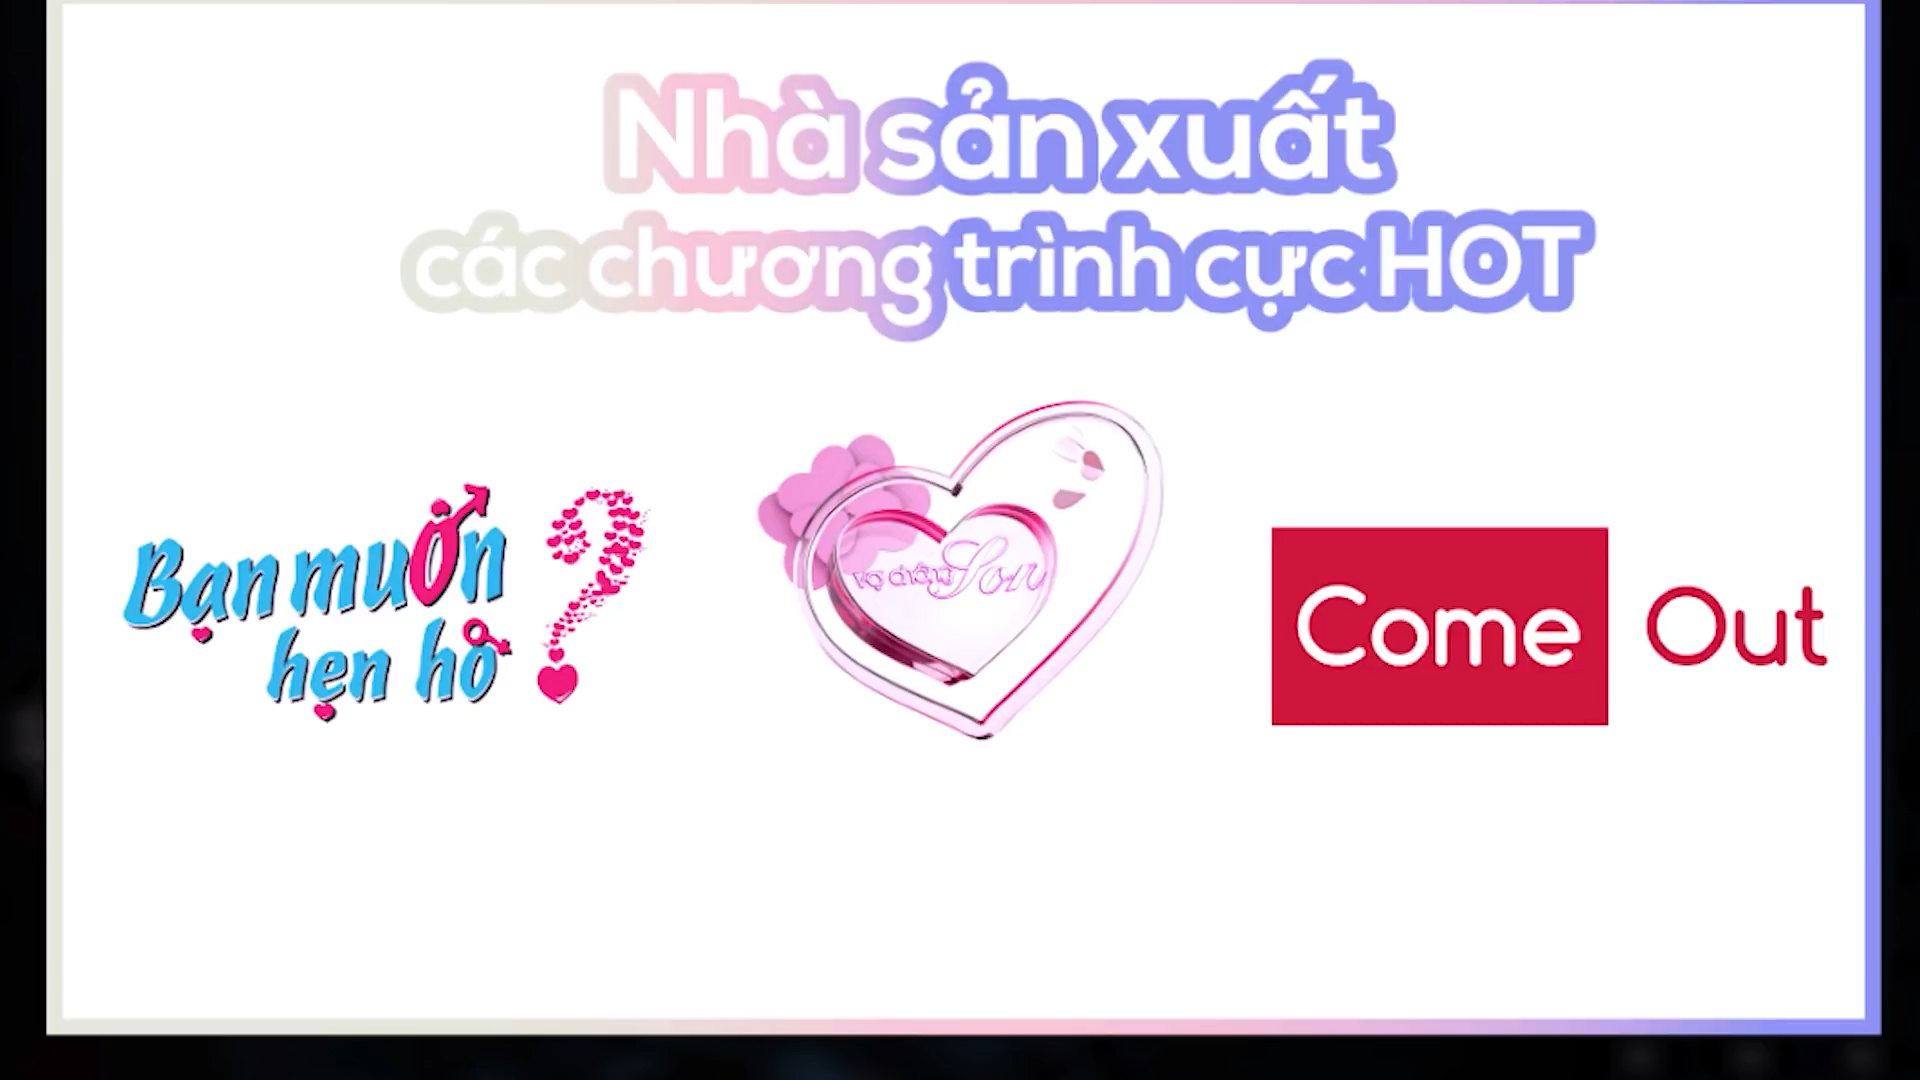 Nhà sản xuất
các chương trình cực HOT
Bạn muốn
hẹn hò ?
Vợ chồng Son
Come Out